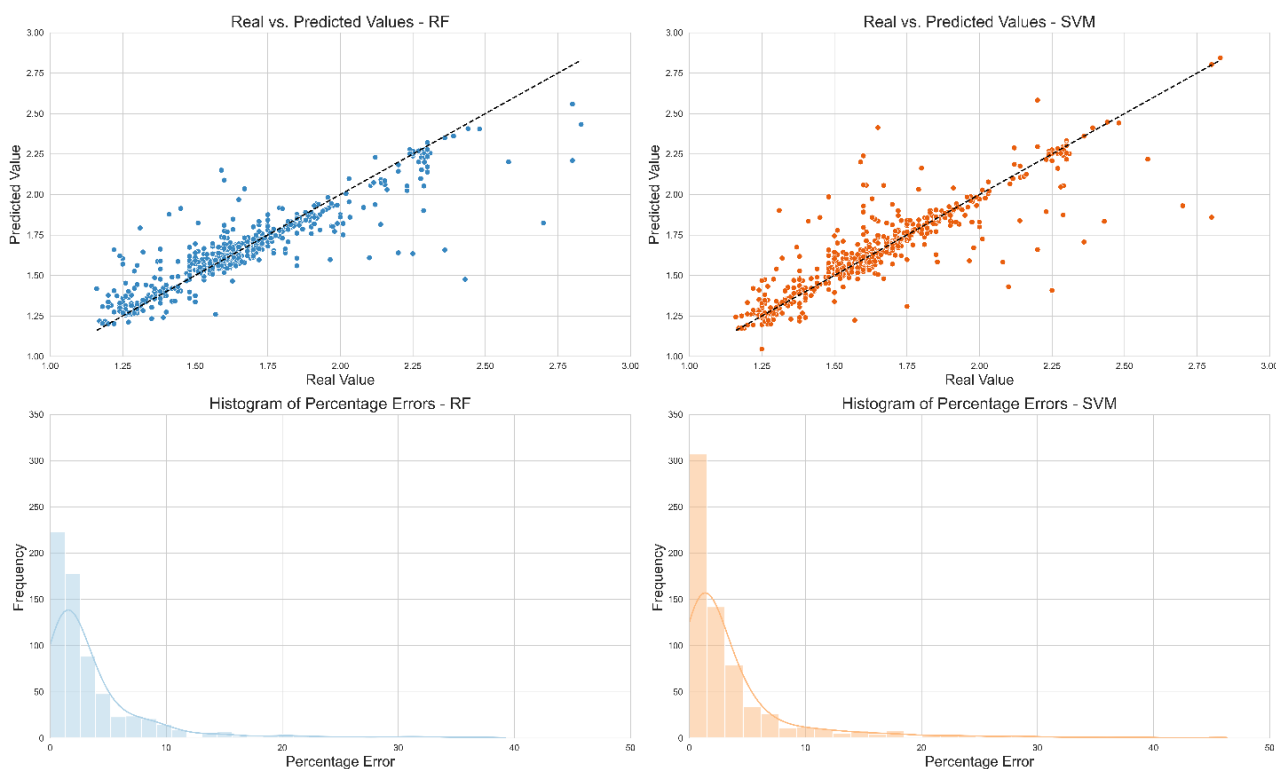 Real vs. Predicted Values - RF
3.00
2.75
2.50
2.25
2.00
1.75
1.50
1.25
1.00
Predicted Value
1.00 1.25 1.50 1.75 2.00 2.25 2.50 2.75 3.00
Real Value
Real vs. Predicted Values - SVM
3.00
2.75
2.50
2.25
2.00
1.75
1.50
1.25
1.00
Predicted Value
1.00 1.25 1.50 1.75 2.00 2.25 2.50 2.75 3.00
Real Value
Histogram of Percentage Errors - RF
350
300
250
200
150
100
50
0
Frequency
0 10 20 30 40 50
Percentage Error
Histogram of Percentage Errors - SVM
350
300
250
200
150
100
50
0
Frequency
0 10 20 30 40 50
Percentage Error